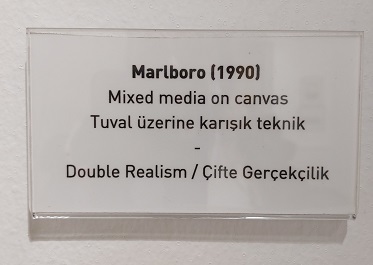 Marlboro (1990)
Mixed media on canvas
Tuval üzerine karışık teknik
-
Double Realism / Çifte Gerçekçilik